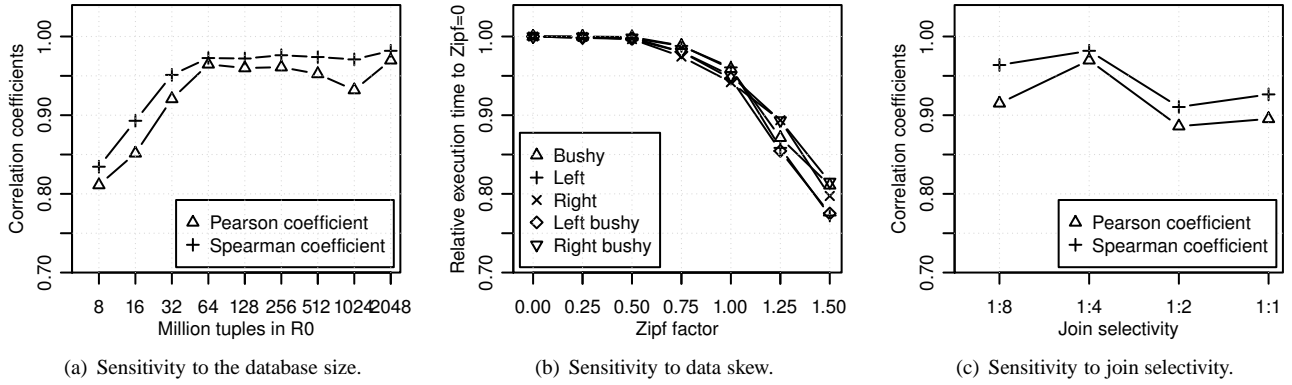 Correlation coefficients
1.00
0.90
0.80
0.70
Pearson coefficient
Spearman coefficient
8 16 32 64 128 256 512 1024 2048
Million tuples in R0
(a) Sensitivity to the database size.
Relative execution time to Zipf=0
1.00
0.90
0.80
0.70
Bushy
Left
Right
Left bushy
Right bushy
0.00 0.25 0.50 0.75 1.00 1.25 1.50
Zipf factor
(b) Sensitivity to data skew.
Correlation coefficients
1.00
0.90
0.80
0.70
Pearson coefficient
Spearman coefficient
1:8 1:4 1:2 1:1
Join selectivity
(c) Sensitivity to join selectivity.